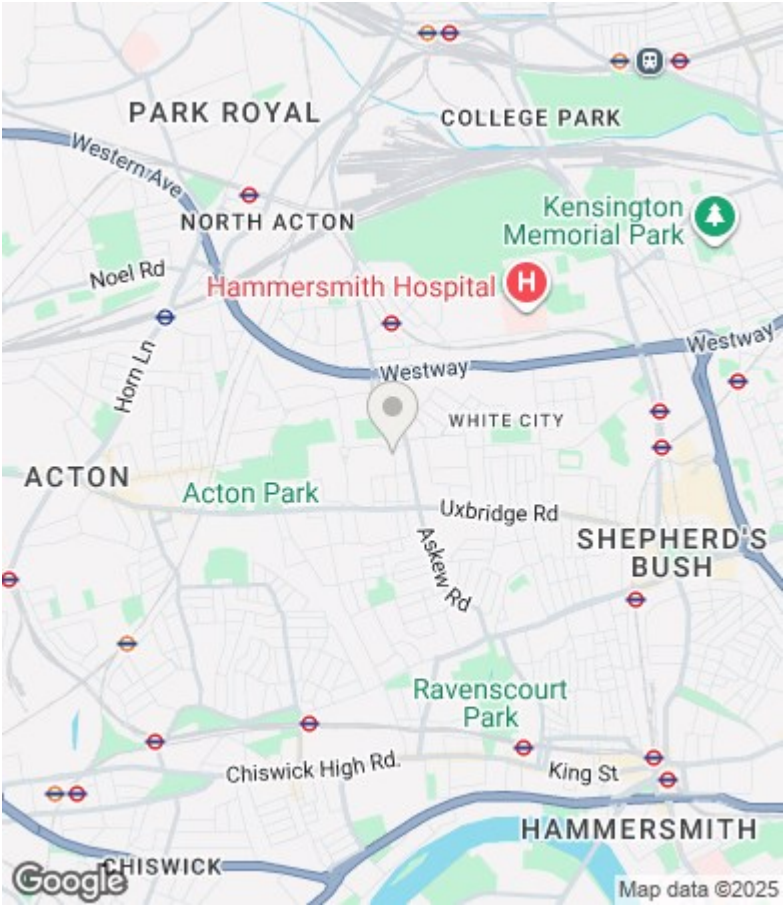 PARK ROYAL
COLLEGE PARK
Western Ave
NORTH ACTON
Kensington
Memorial Park
Noel Rd
Hammersmith Hospital
H
Horn Ln
Westway
Westway
WHITE CITY
ACTON
Acton Park
Uxbridge Rd
Askew Rd
SHEPHERD'S
BUSH
Ravenscourt
Park
Chiswick High Rd.
King St
HAMMERSMITH
CHISWICK
Google
Map data ©2025